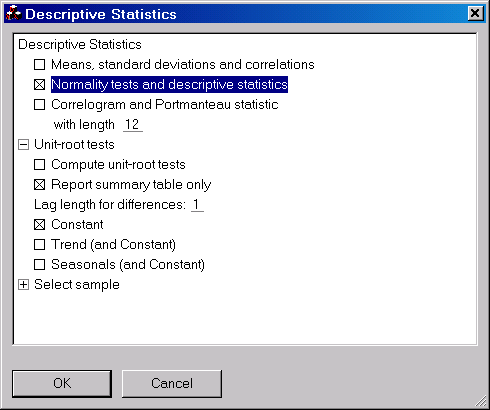 Descriptive Statistics
Descriptive Statistics
Means, standard deviations and correlations
Normality tests and descriptive statistics
Correlogram and Portmanteau statistic
with length 12
Unit-root tests
Compute unit-root tests
Report summary table only
Lag length for differences: 1
Constant
Trend (and Constant)
Seasonals (and Constant)
Select sample
OK Cancel